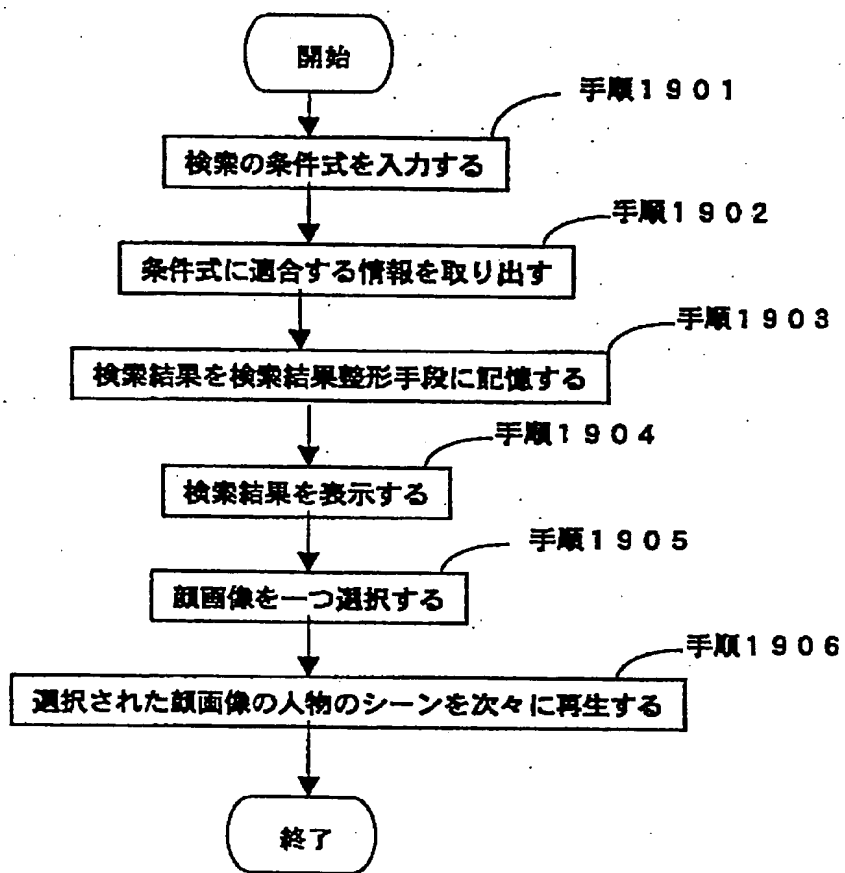 開始
手順１９０１
検索の条件式を入力する
手順１９０２
条件式に適合する情報を取り出す
手順１９０３
検索結果を検索結果整形手段に記憶する
手順１９０４
検索結果を表示する
手順１９０５
顔画像を一つ選択する
手順１９０６
選択された顔画像の人物のシーンを次々に再生する
終了